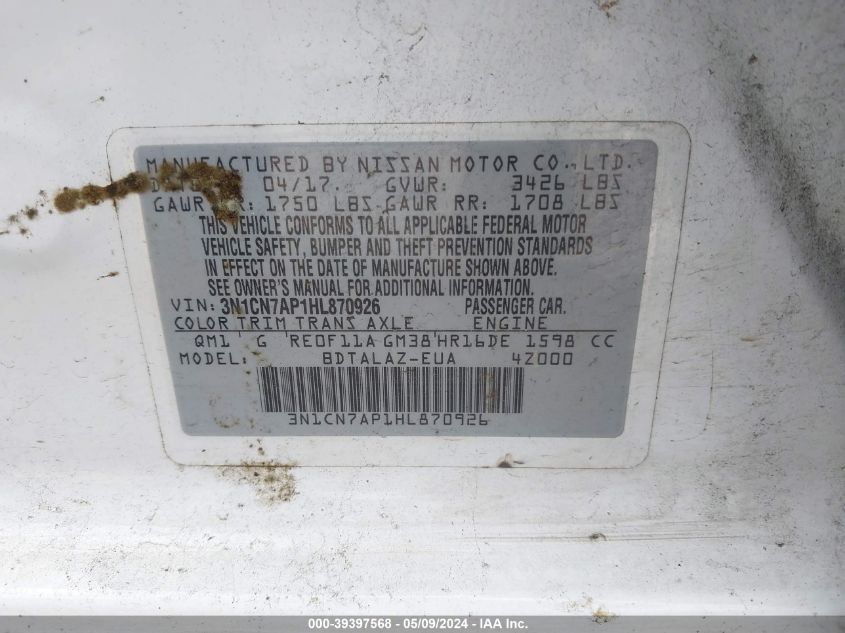 MANUFACTURED BY NISSAN MOTOR CO., LTD.
04/17. GVWR: 3426 LBS
GAWR R: 1750 LBS-GAWR RR: 1708 LBS
THIS VEHICLE CONFORMS TO ALL APPLICABLE FEDERAL MOTOR
VEHICLE SAFETY, BUMPER AND THEFT PREVENTION STANDARDS
IN EFFECT ON THE DATE OF MANUFACTURE SHOWN ABOVE.
SEE OWNER'S MANUAL FOR ADDITIONAL INFORMATION.
VIN: 3N1CN7AP1HL870926 PASSENGER CAR.
COLOR TRIM TRANS AXLE ENGINE
QM1 G RE0F11A GM38 HR16DE 1598 CC
MODEL: BDTALAZ-EUA 42000
3N1CN7AP1HL870926
000-39397568 - 05/09/2024 - IAA Inc.